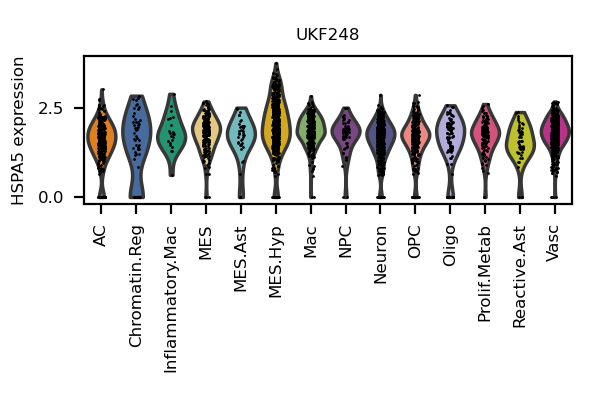 UKF248
HSPA5 expression
2.5
0.0
AC
Chromatin.Reg
Inflammatory.Mac
MES
MES.Ast
MES.Hyp
Mac
NPC
Neuron
OPC
Oligo
Prolif.Metab
Reactive.Ast
Vasc